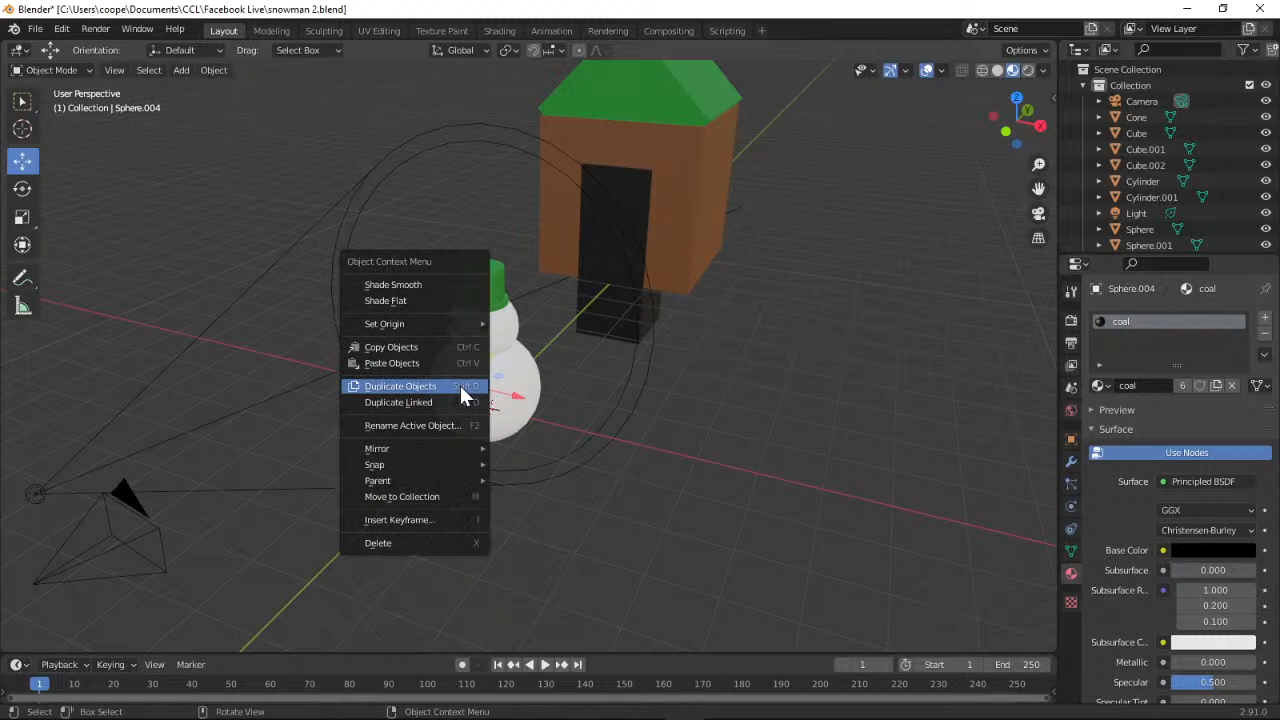 Blender* [C:\Users\coope\Documents\CCL\Facebook Live\snowman 2.blend]
File Edit Render Window Help Layout Modeling Sculpting UV Editing Texture Paint Shading Animation Rendering Compositing Scripting + Scene View Layer
Orientation: Default Drag: Select Box Global Options
Object Mode View Select Add Object
User Perspective
(1) Collection | Sphere.004
Z
Y
X
Object Context Menu
Shade Smooth
Shade Flat
Set Origin
Copy Objects Ctrl C
Paste Objects Ctrl V
Duplicate Objects Shift D
Duplicate Linked D
Rename Active Object... F2
Mirror
Snap
Parent
Move to Collection M
Insert Keyframe... I
Delete X
Scene Collection
Collection
Camera
Cone
Cube
Cube.001
Cube.002
Cylinder
Cylinder.001
Light
Sphere
Sphere.001
Sphere.004 coal
coal
coal 6
Preview
Surface
Use Nodes
Surface Principled BSDF
GGX
Christensen-Burley
Base Color
Subsurface 0.000
Subsurface R... 1.000
0.200
0.100
Subsurface C...
Metallic 0.000
Specular 0.500
Specular Tint 0.000
Playback Keying View Marker 1 Start 1 End 250
1 10 20 30 40 50 60 70 80 90 100 110 120 130 140 150 160 170 180 190 200 210 220 230 240 250
Select Box Select Rotate View Object Context Menu 2.91.0